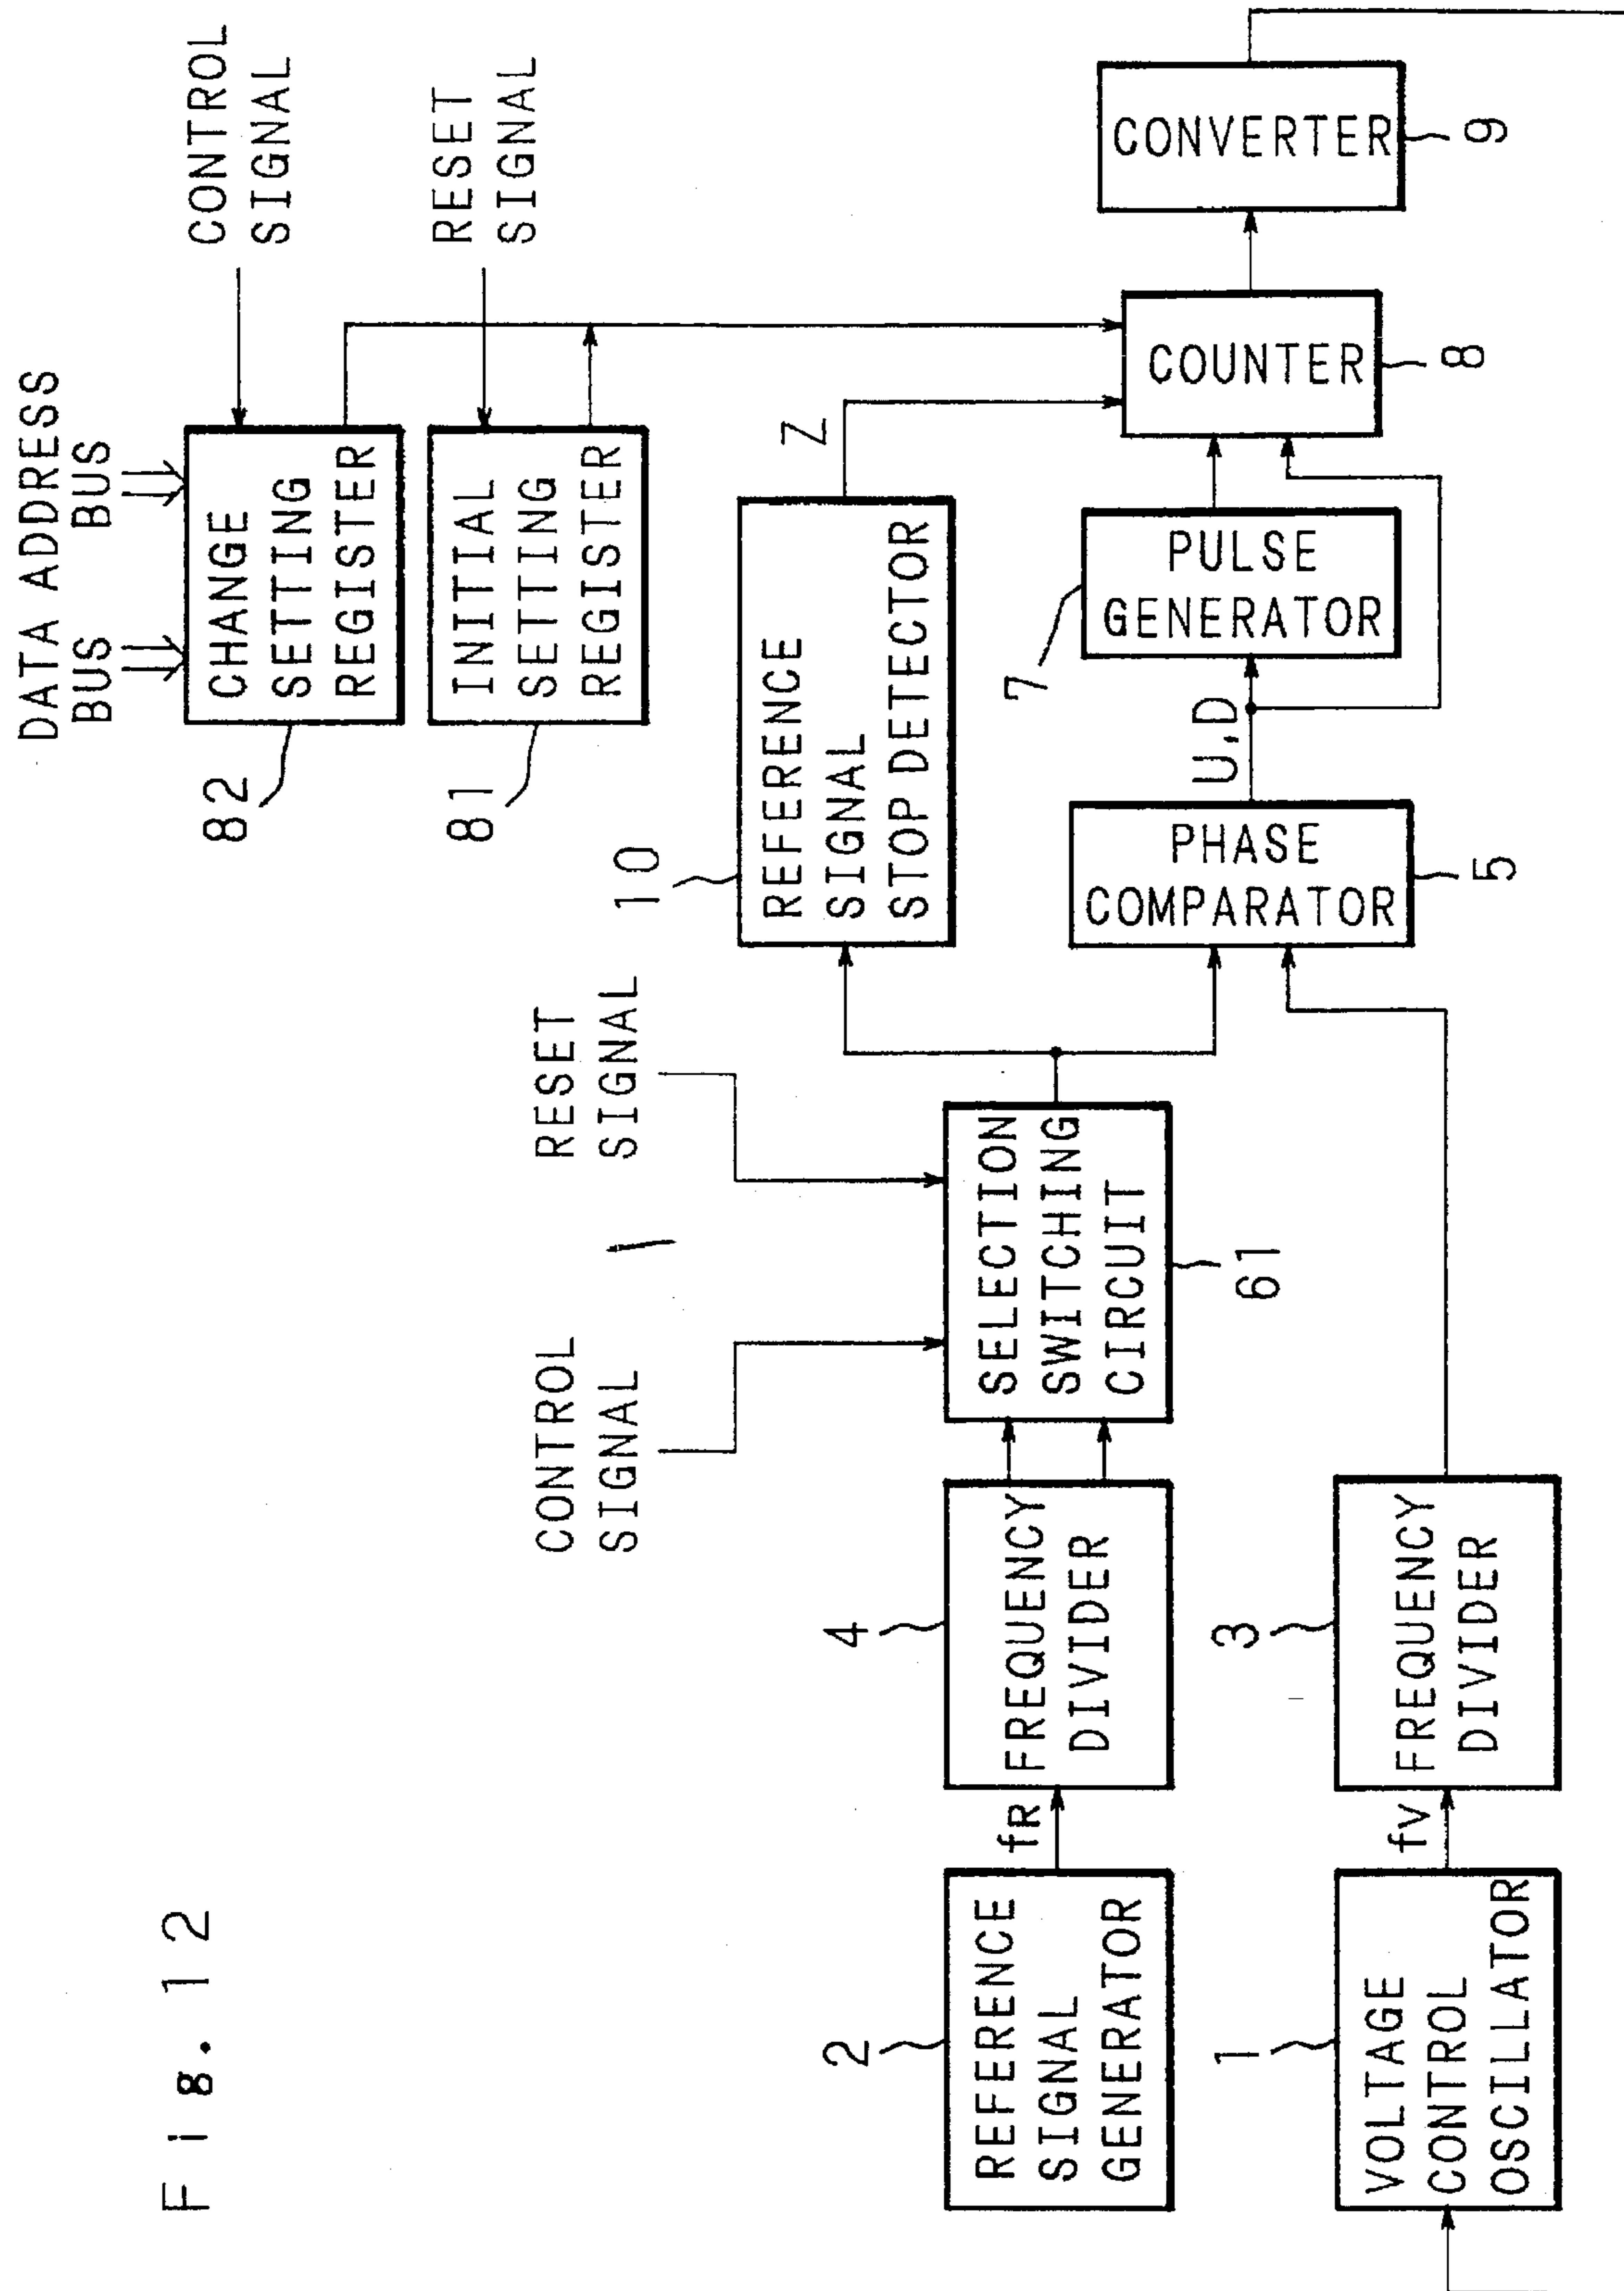 Fig. 12
DATA ADDRESS
BUS BUS
CONTROL
SIGNAL
82
CHANGE
SETTING
REGISTER
RESET
SIGNAL
81
INITIAL
SETTING
REGISTER
CONTROL
SIGNAL
RESET
SIGNAL
10
REFERENCE
SIGNAL
STOP DETECTOR
Z
2
REFERENCE
SIGNAL
GENERATOR
fR
4
FREQUENCY
DIVIDER
SELECTION
SWITCHING
CIRCUIT
61
PHASE
COMPARATOR
5
U,D
7
PULSE
GENERATOR
COUNTER
8
CONVERTER
9
1
VOLTAGE
CONTROL
OSCILLATOR
fV
3
FREQUENCY
DIVIDER